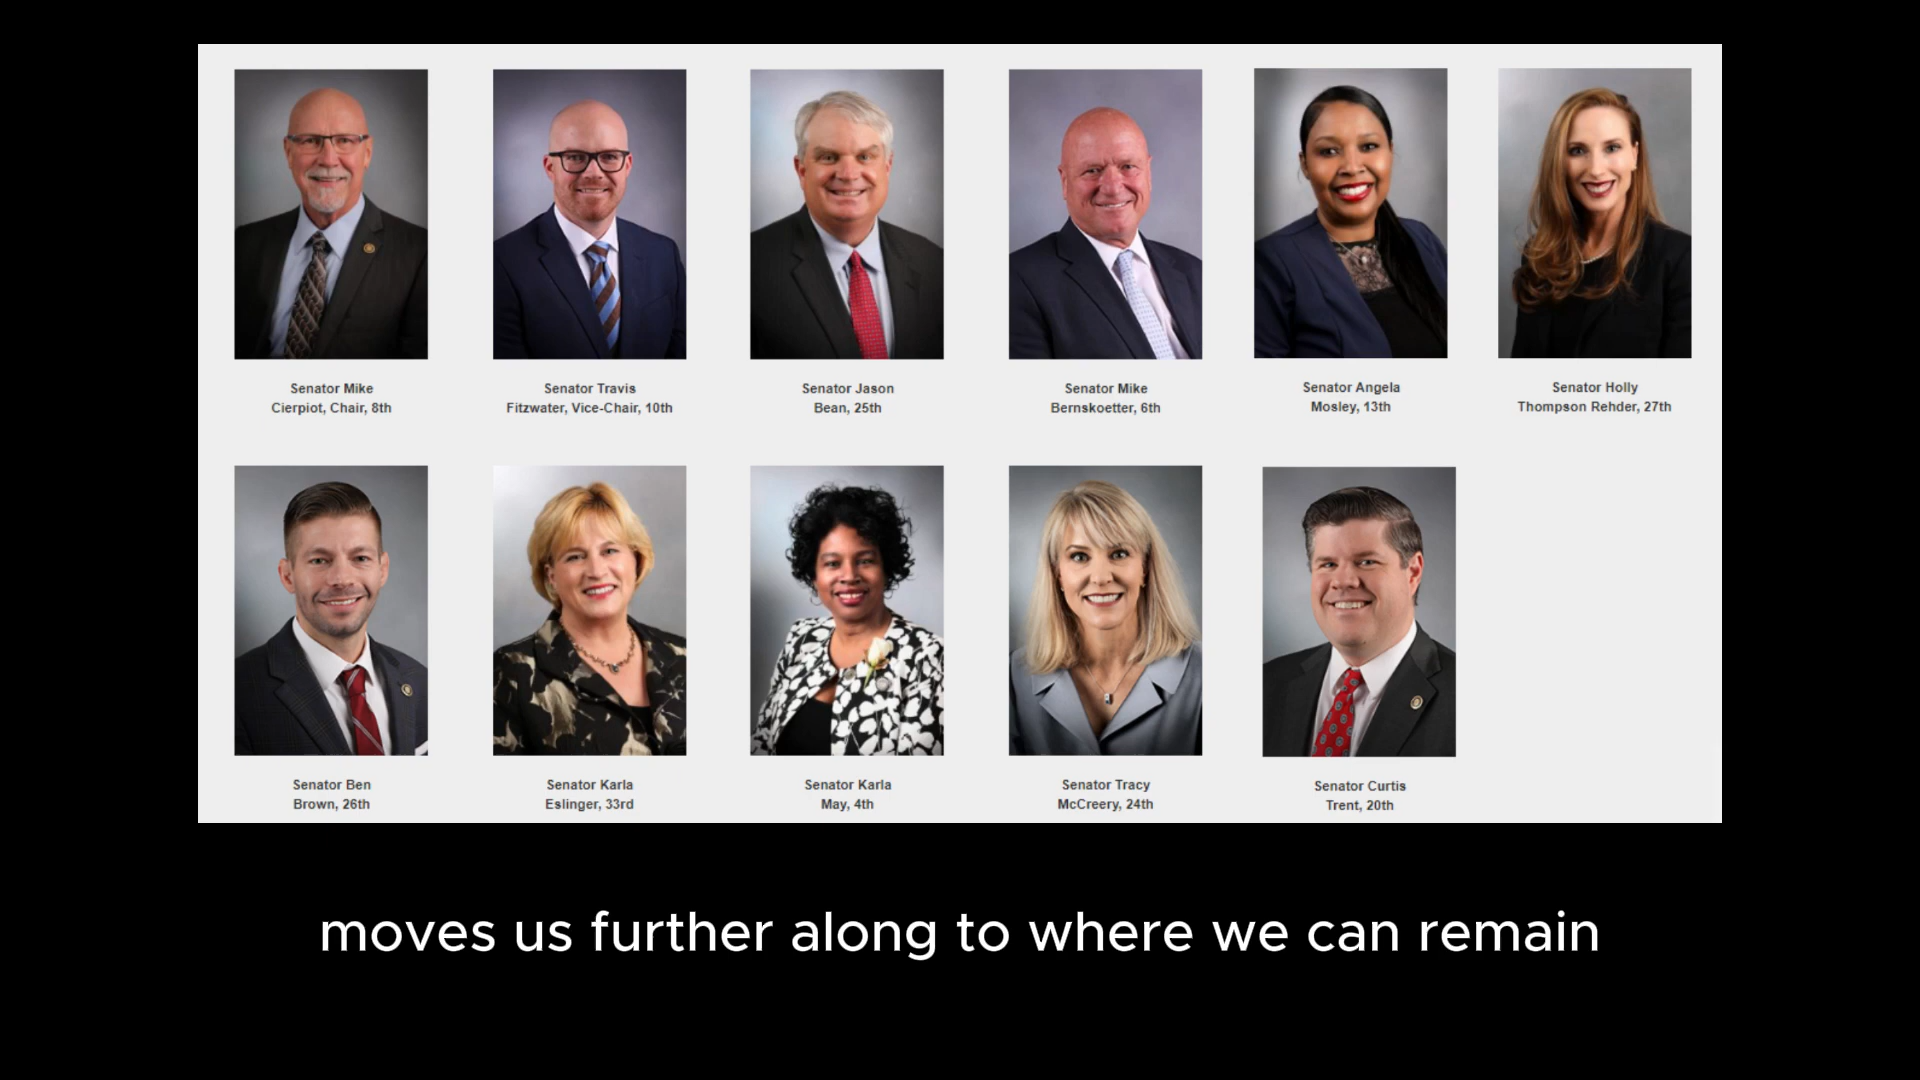 Senator Mike
Cierpiot, Chair, 8th
Senator Travis
Fitzwater, Vice-Chair, 10th
Senator Jason
Bean, 25th
Senator Mike
Bernskoetter, 6th
Senator Angela
Mosley, 13th
Senator Holly
Thompson Rehder, 27th
Senator Ben
Brown, 26th
Senator Karla
Eslinger, 33rd
Senator Karla
May, 4th
Senator Tracy
McCreery, 24th
Senator Curtis
Trent, 20th
moves us further along to where we can remain